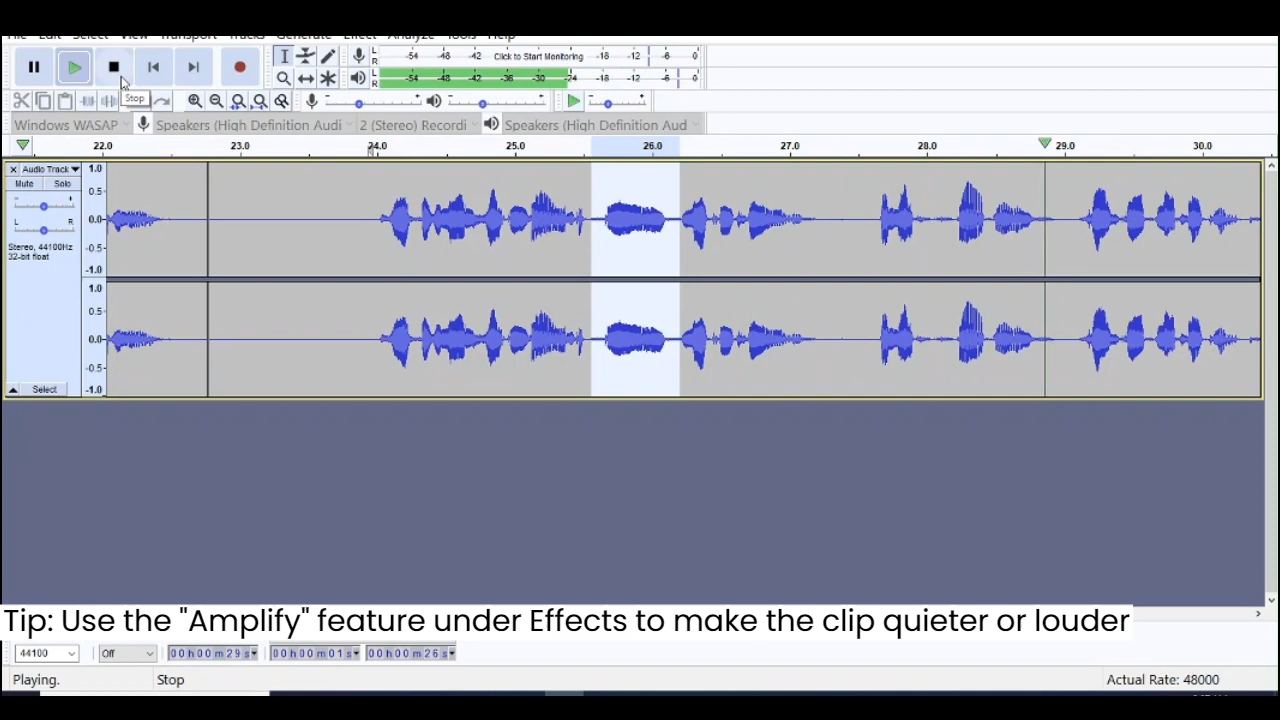 File Edit Select View Transport Tracks Generate Effect Analyze Tools Help
L
R
-54 -48 -42 Click to Start Monitoring -18 -12 -6 0
L
R
-54 -48 -42 -36 -30 -24 -18 -12 -6 0
Stop
Windows WASAP Speakers (High Definition Audi 2 (Stereo) Recordi Speakers (High Definition Aud
22.0 23.0 24.0 25.0 26.0 27.0 28.0 29.0 30.0
Audio Track
Mute Solo
L R
Stereo, 44100Hz
32-bit float
Select
1.0
0.5
0.0
-0.5
-1.0
1.0
0.5
0.0
-0.5
-1.0
Tip: Use the "Amplify" feature under Effects to make the clip quieter or louder
44100 Off 00h00m29s 00h00m01s 00h00m26s
Playing. Stop Actual Rate: 48000